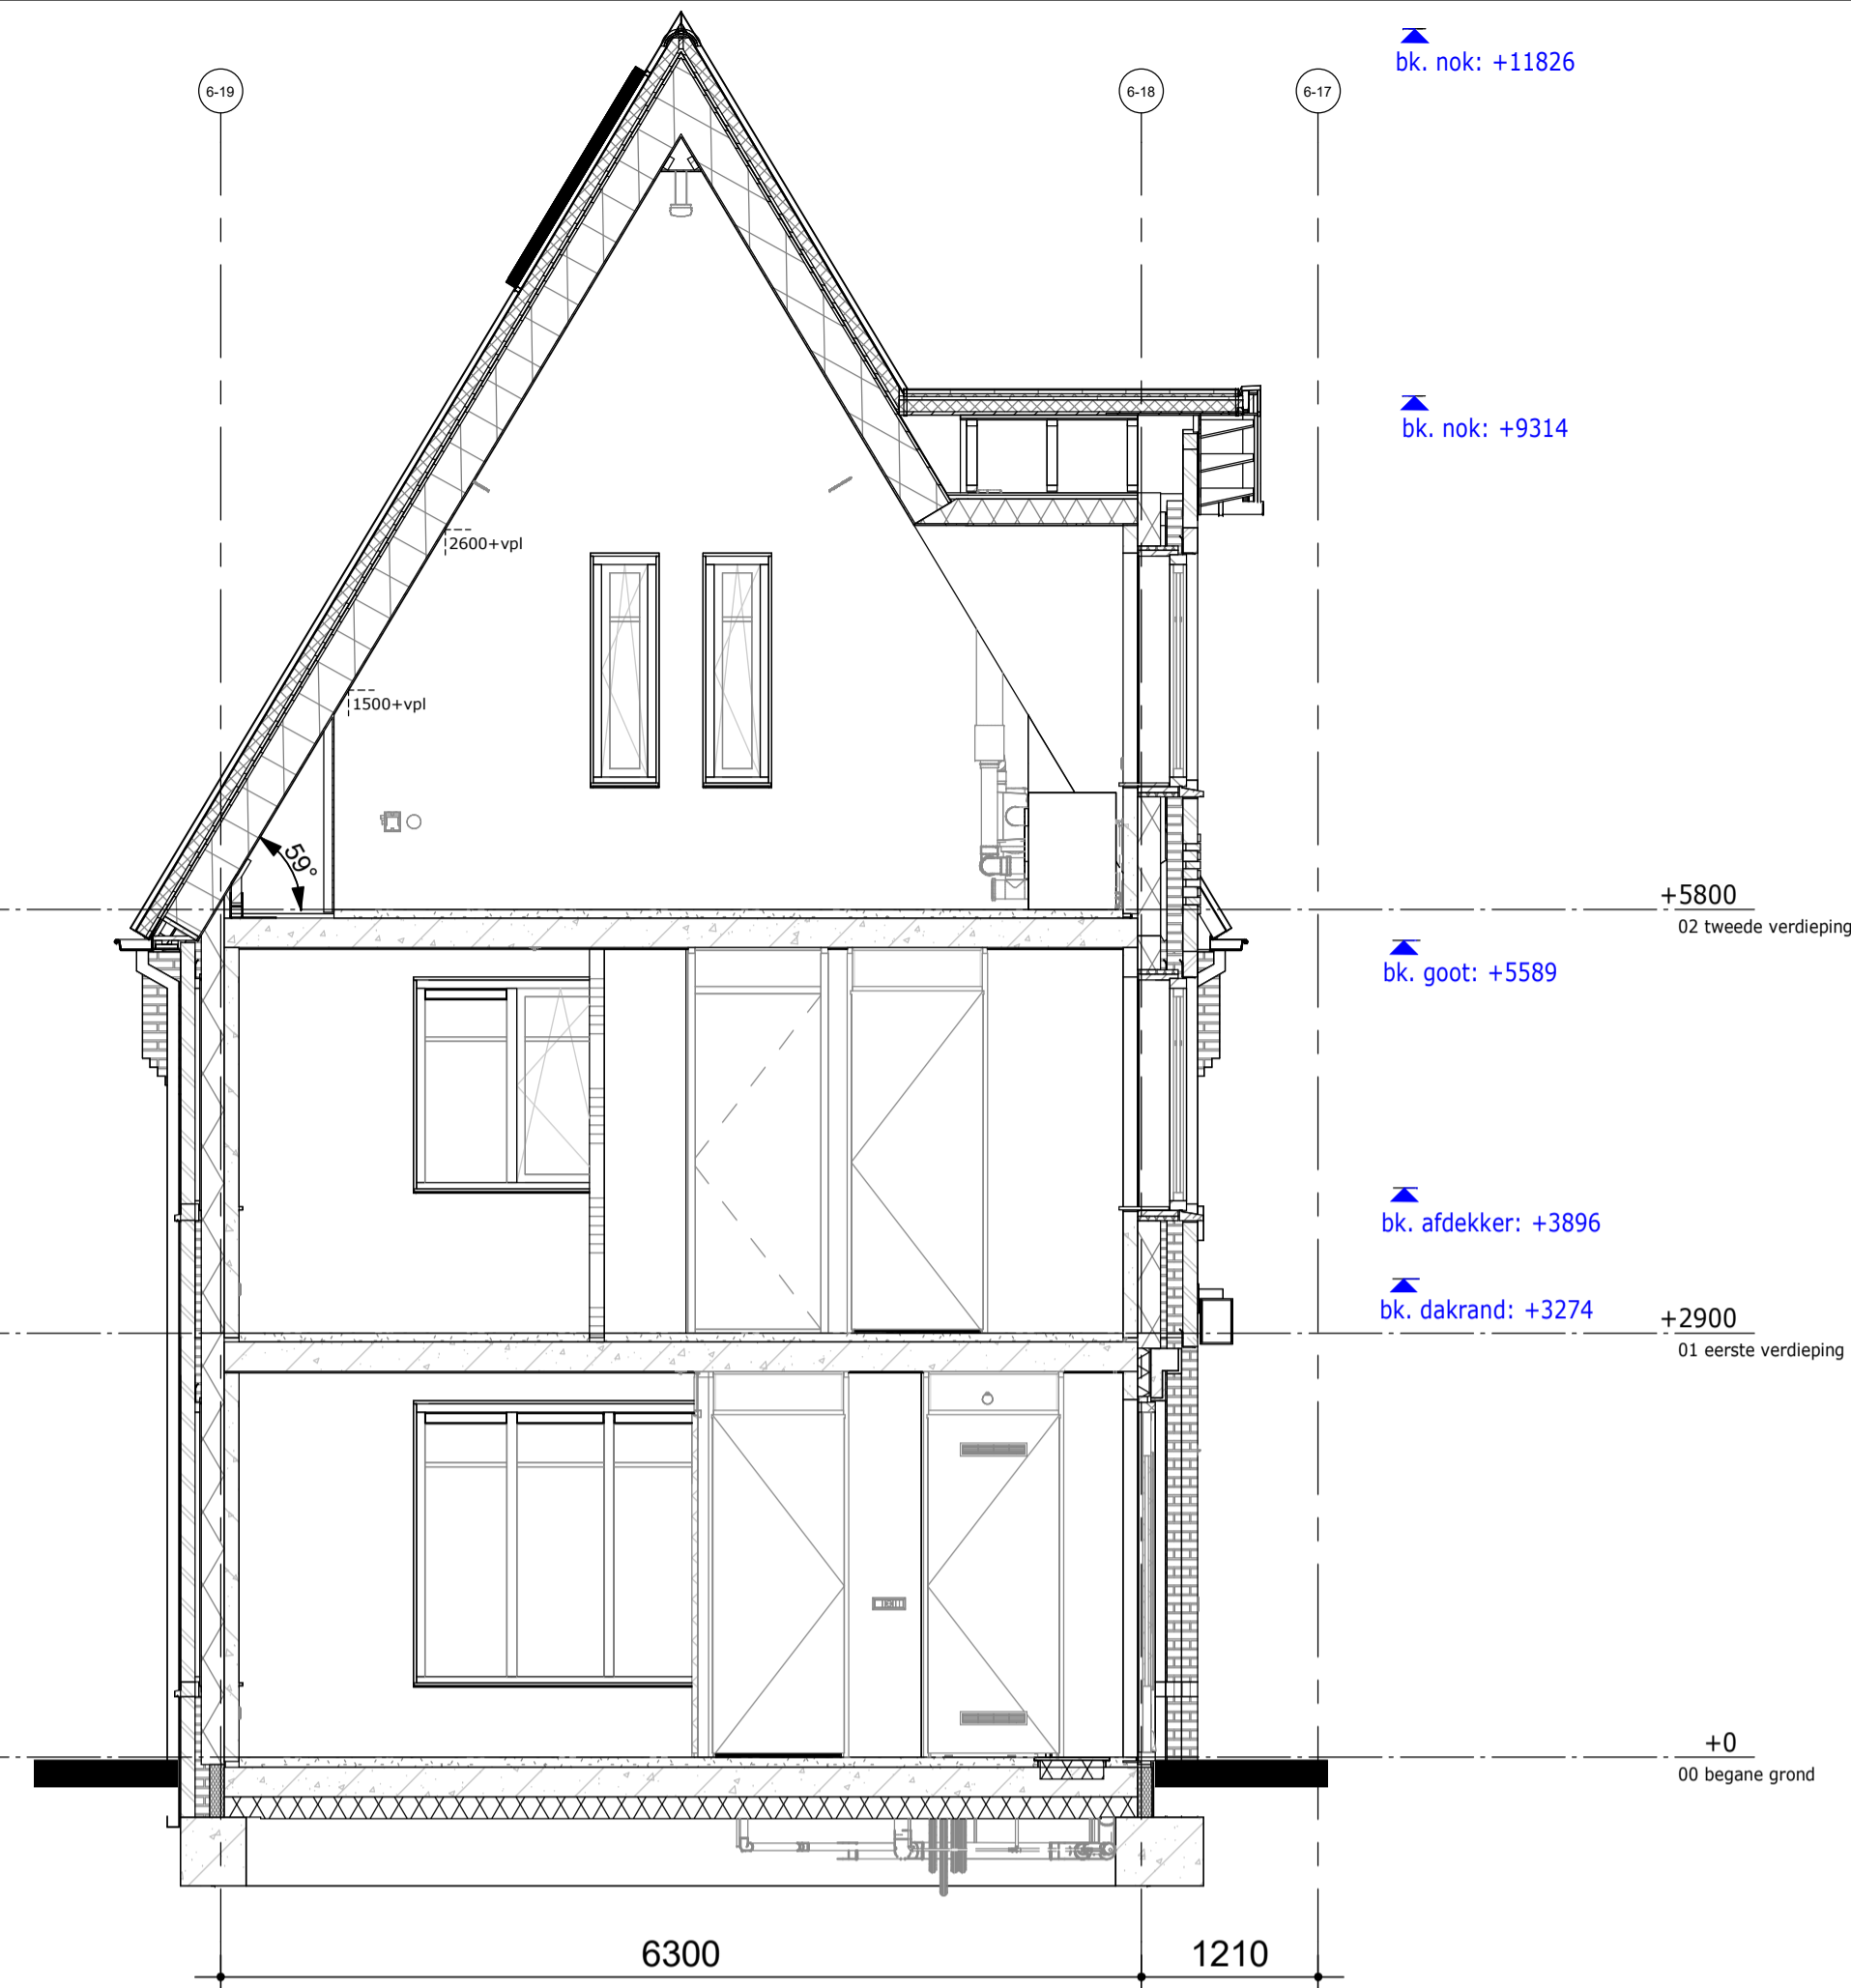 bk. nok: +11826
6-19
6-18
6-17
bk. nok: +9314
2600+vpl
1500+vpl
59°
+5800
02 tweede verdieping
bk. goot: +5589
bk. afdekker: +3896
bk. dakrand: +3274
+2900
01 eerste verdieping
+0
00 begane grond
6300
1210